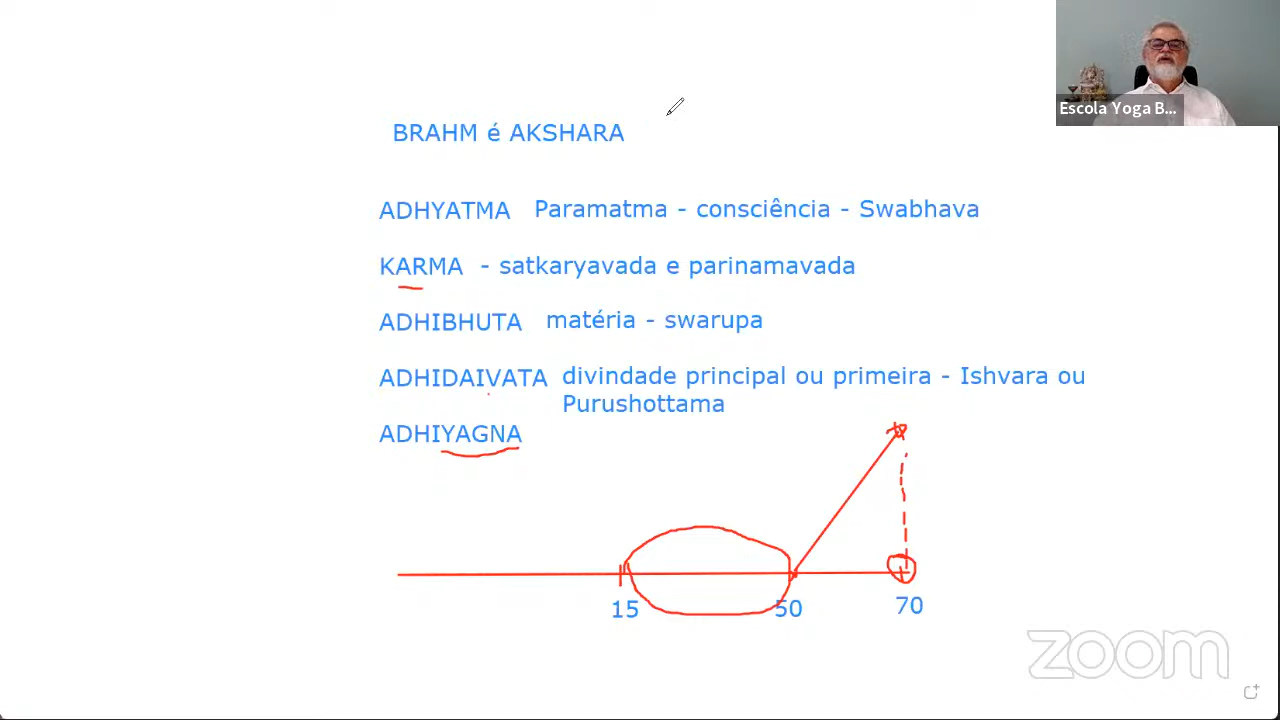 Escola Yoga B...
BRAHM é AKSHARA
ADHYATMA Paramatma - consciência - Swabhava
KARMA - satkaryavada e parinamavada
ADHIBHUTA matéria - swarupa
ADHIDAIVATA divindade principal ou primeira - Ishvara ou
Purushottama
ADHIYAGNA
15 50 70
zoom